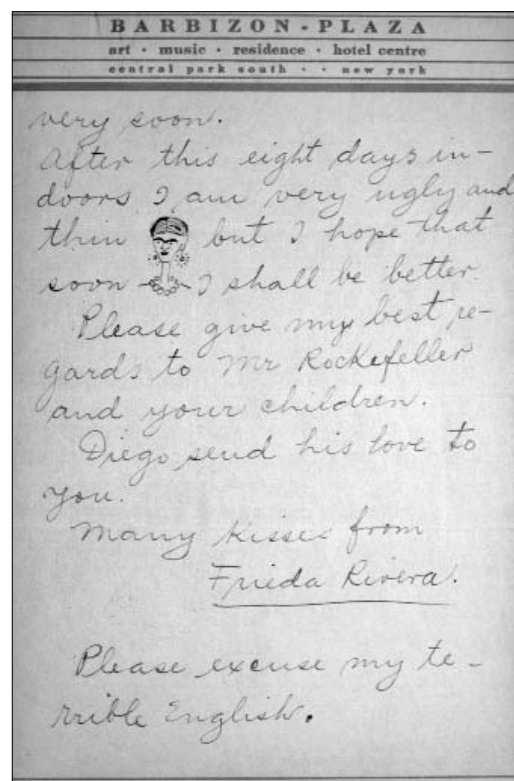 BARBIZON-PLAZA
art · music · residence · hotel centre
central park south · · new york
very soon.
After this eight days in-
doors, I am very ugly and
thin but I hope that
soon I shall be better.
Please give my best re-
gards to Mr Rockefeller
and your children.
Diego send his love to
you.
Many kisses from
Frieda Rivera.
Please excuse my te-
rrible English.